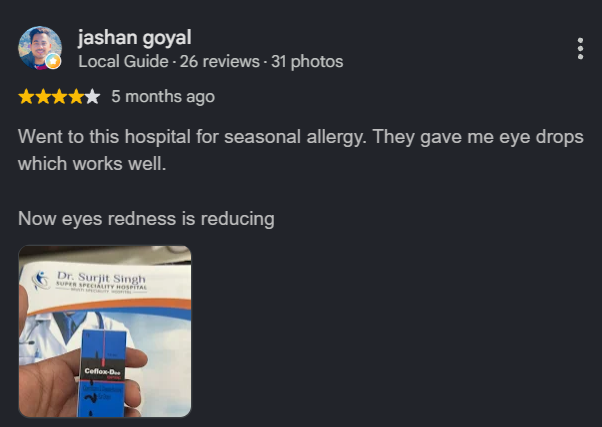 jashan goyal
Local Guide · 26 reviews · 31 photos
5 months ago
Went to this hospital for seasonal allergy. They gave me eye drops
which works well.
Now eyes redness is reducing
Dr. Surjit Singh
SUPER SPECIALITY HOSPITAL